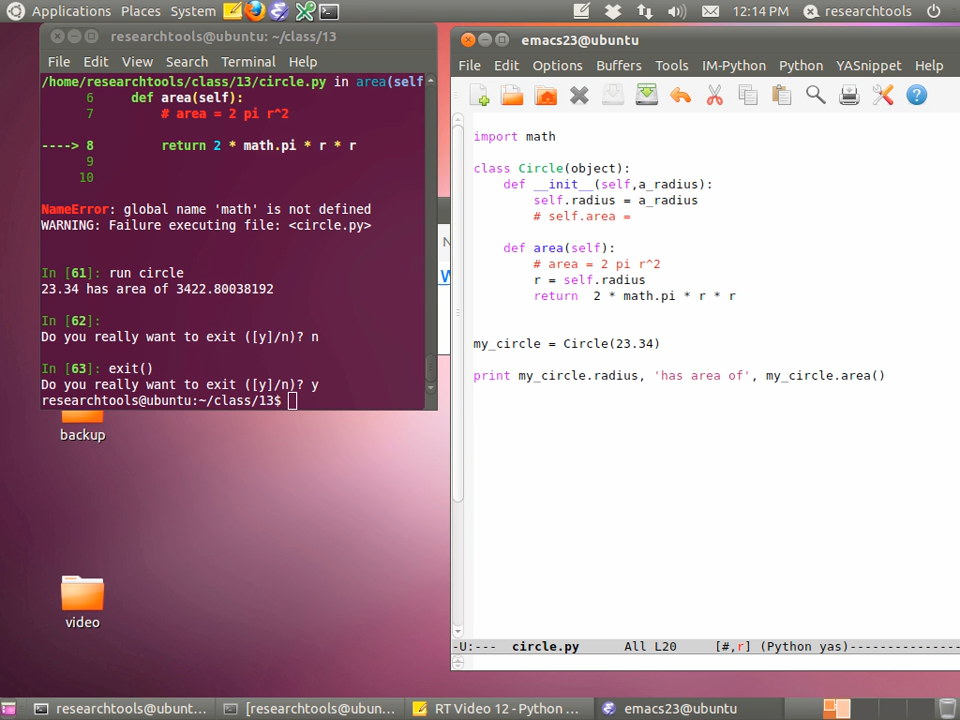 Applications Places System 12:14 PM researchtools
researchtools@ubuntu: ~/class/13
File Edit View Search Terminal Help
/home/researchtools/class/13/circle.py in area(self
6 def area(self):
7 # area = 2 pi r^2
----> 8 return 2 * math.pi * r * r
9
10
NameError: global name 'math' is not defined
WARNING: Failure executing file: <circle.py>
In [61]: run circle
23.34 has area of 3422.80038192
In [62]:
Do you really want to exit ([y]/n)? n
In [63]: exit()
Do you really want to exit ([y]/n)? y
researchtools@ubuntu:~/class/13$
backup
video
emacs23@ubuntu
File Edit Options Buffers Tools IM-Python Python YASnippet Help
import math
class Circle(object):
def __init__(self,a_radius):
self.radius = a_radius
# self.area =
def area(self):
# area = 2 pi r^2
r = self.radius
return 2 * math.pi * r * r
my_circle = Circle(23.34)
print my_circle.radius, 'has area of', my_circle.area()
-U:--- circle.py All L20 [#,r] (Python yas)---------------
researchtools@ubunt... [researchtools@ubun... RT Video 12 - Python ... emacs23@ubuntu